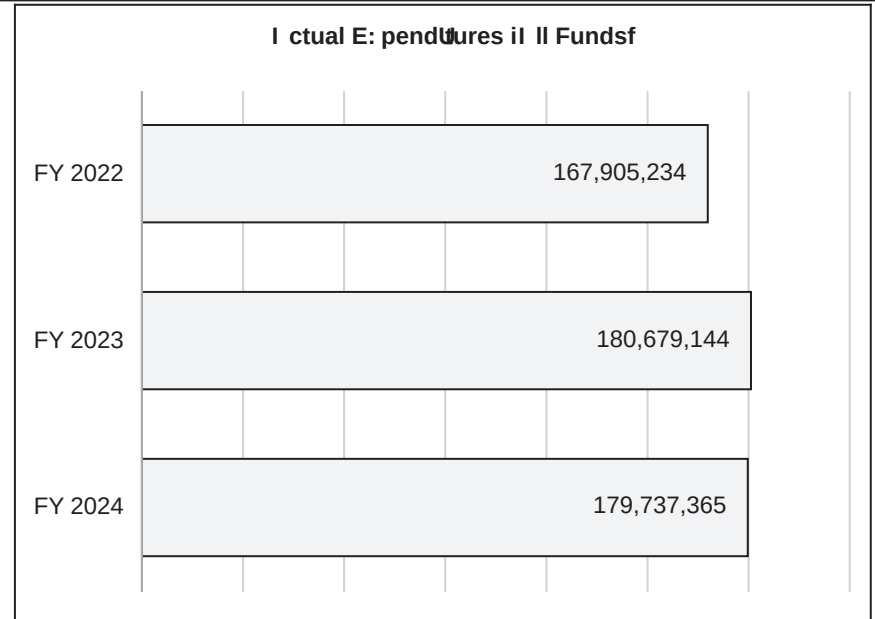 I ctual E: pendUtures iI ll Fundsf
FY 2022
167,905,234
FY 2023
180,679,144
FY 2024
179,737,365